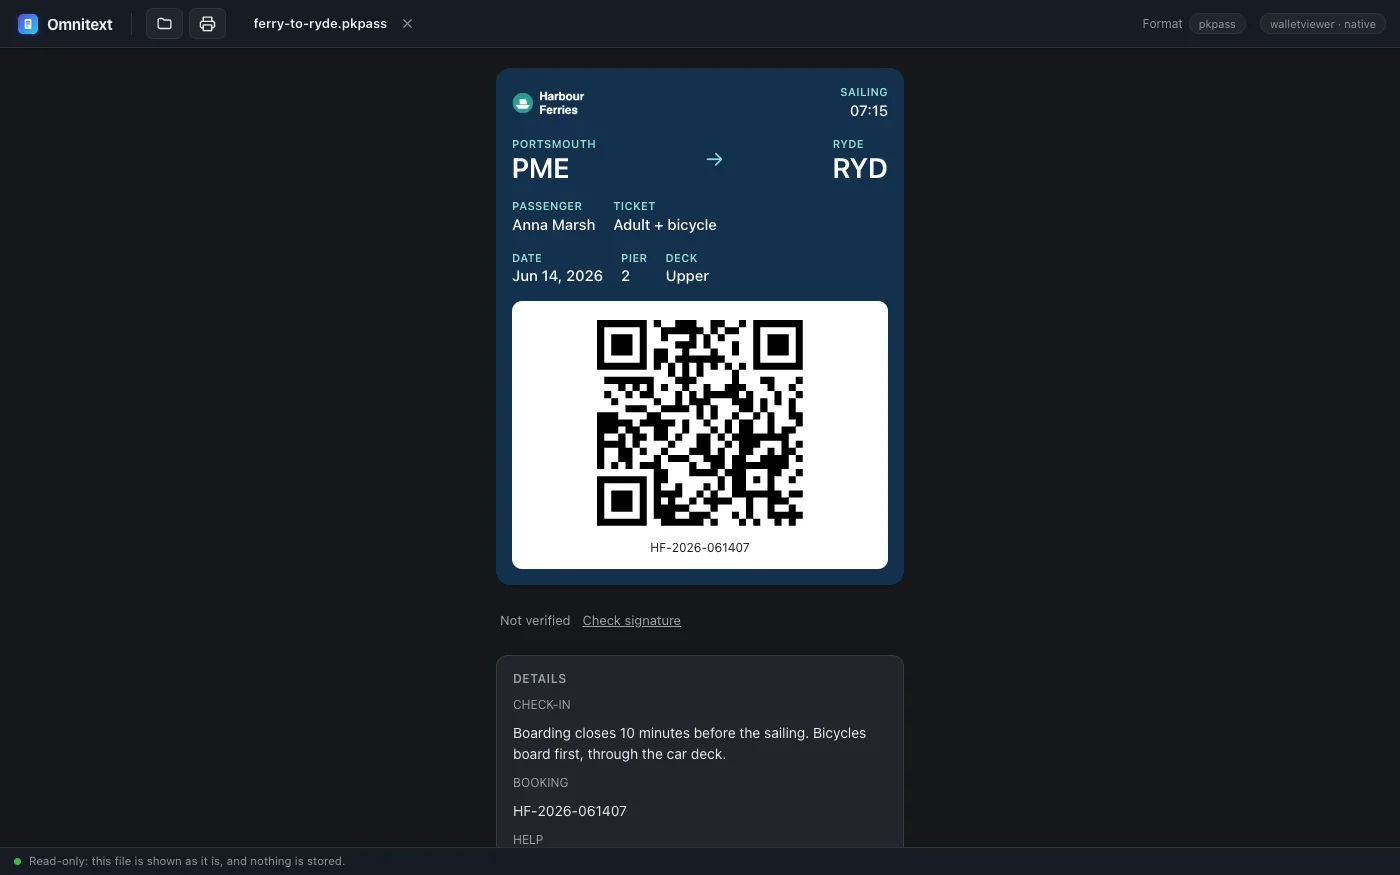 Omnitext
ferry-to-ryde.pkpass
Format pkpass walletviewer · native
Harbour
Ferries
SAILING
07:15
PORTSMOUTH
PME
→
RYDE
RYD
PASSENGER TICKET
Anna Marsh Adult + bicycle
DATE PIER DECK
Jun 14, 2026 2 Upper
HF-2026-061407
Not verified Check signature
DETAILS
CHECK-IN
Boarding closes 10 minutes before the sailing. Bicycles
board first, through the car deck.
BOOKING
HF-2026-061407
HELP
Read-only: this file is shown as it is, and nothing is stored.